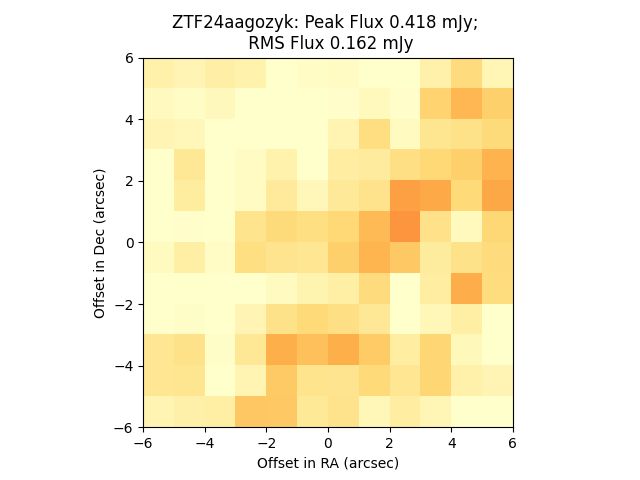 ZTF24aagozyk: Peak Flux 0.418 mJy;
RMS Flux 0.162 mJy
6
4
2
0
−2
−4
−6
Offset in Dec (arcsec)
−6 −4 −2 0 2 4 6
Offset in RA (arcsec)